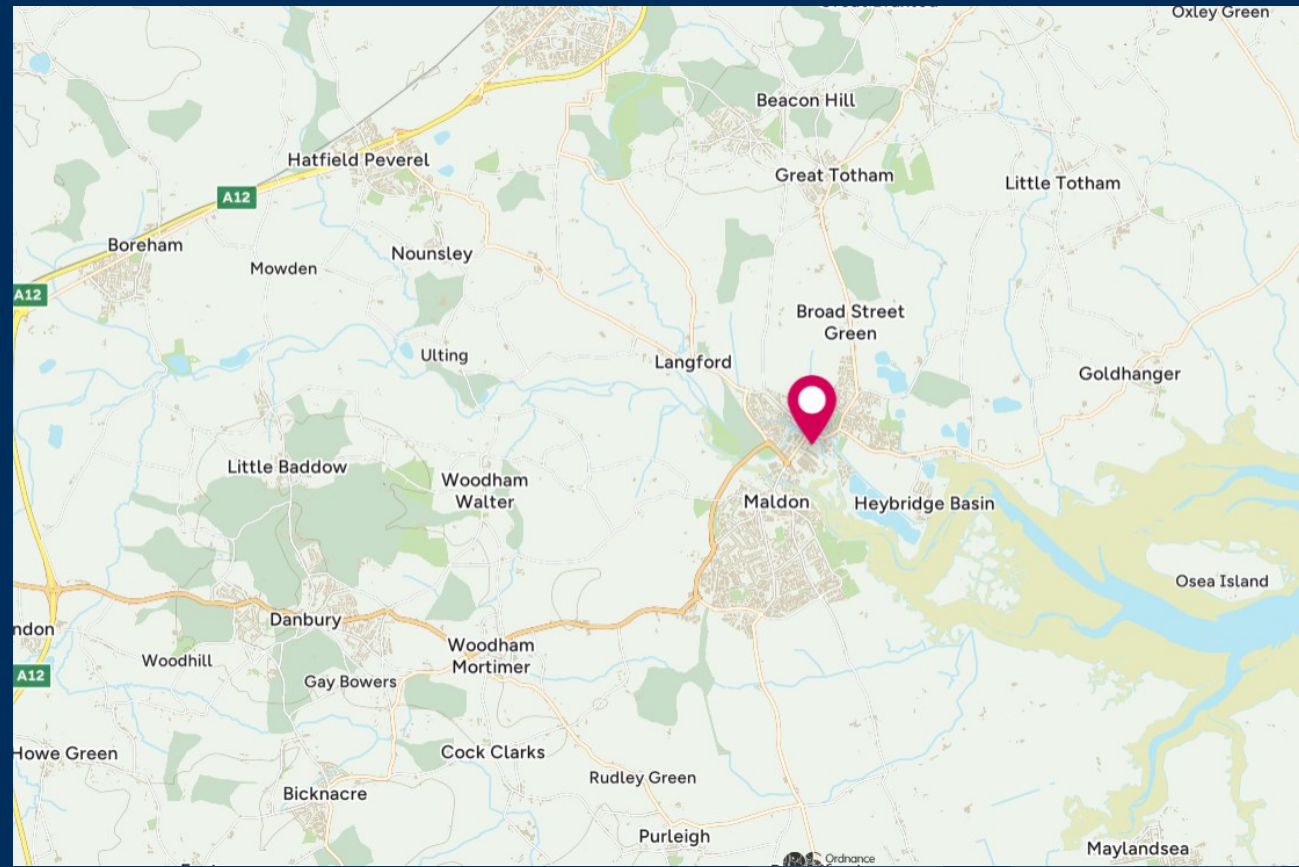 Oxley Green
Beacon Hill
Hatfield Peverel
Great Totham
Little Totham
A12
Boreham
Nounsley
Mowden
A12
Broad Street
Green
Ulting
Langford
Goldhanger
Little Baddow
Woodham
Walter
Maldon
Heybridge Basin
Osea Island
Danbury
ndon
Woodham
Mortimer
Woodhill
A12
Gay Bowers
Howe Green
Cock Clarks
Rudley Green
Bicknacre
Purleigh
Maylandsea
Ordnance